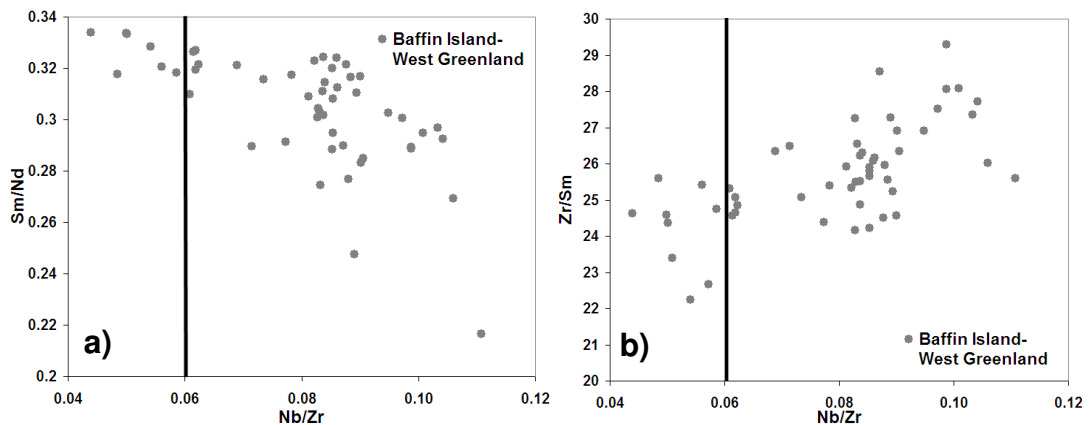 0.34
0.32
0.3
0.28
0.26
0.24
0.22
0.2
Sm/Nd
0.04 0.06 0.08 0.10 0.12
Nb/Zr
Baffin Island-
West Greenland
a)
30
29
28
27
26
25
24
23
22
21
20
Zr/Sm
0.04 0.06 0.08 0.10 0.12
Nb/Zr
Baffin Island-
West Greenland
b)